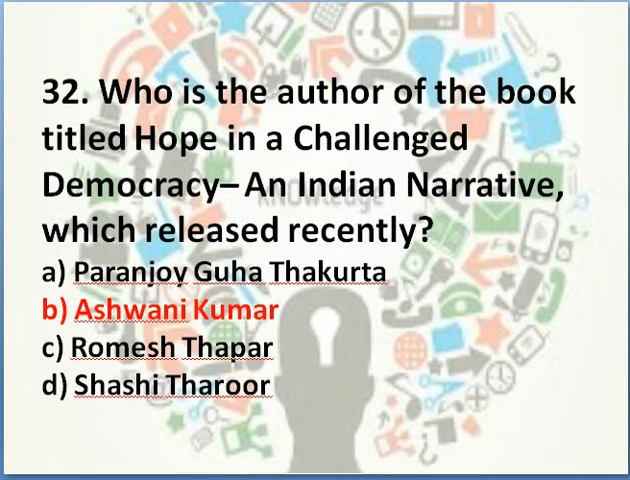 32. Who is the author of the book
titled Hope in a Challenged
Democracy– An Indian Narrative,
which released recently?
a) Paranjoy Guha Thakurta
b) Ashwani Kumar
c) Romesh Thapar
d) Shashi Tharoor